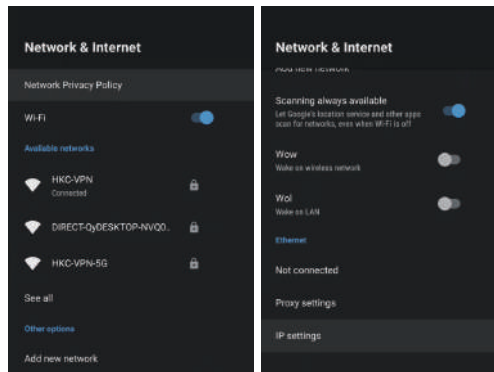 Network & Internet
Network Privacy Policy
Wi-Fi
Available networks
HKC-VPN
Connected
DIRECT-QyDESKTOP-NVQ0..
HKC-VPN-5G
See all
Other options
Add new network
Network & Internet
Add new network
Scanning always available
Let Google's location service and other apps
scan for networks, even when Wi-Fi is off
Wow
Wake on wireless network
Wol
Wake on LAN
Ethernet
Not connected
Proxy settings
IP settings